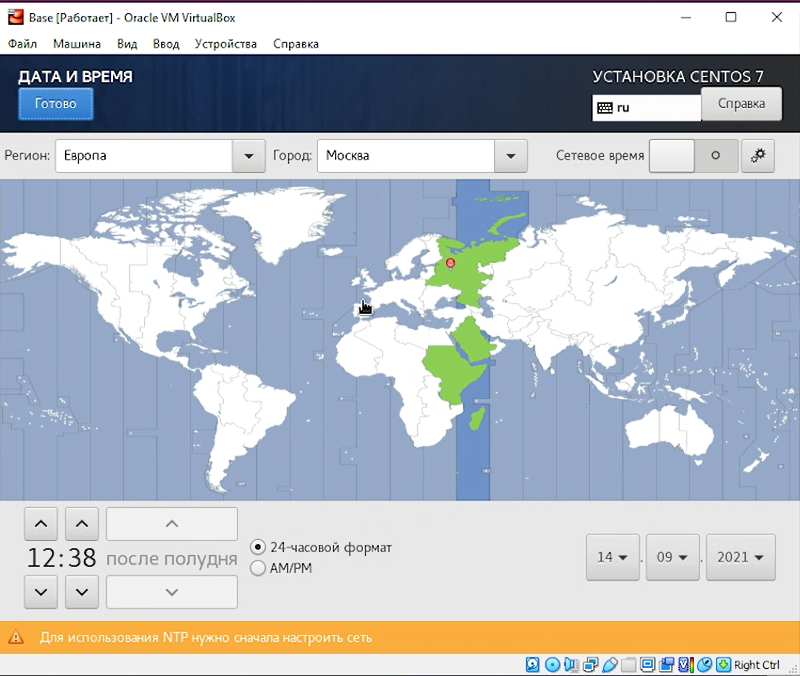 Base [Работает] - Oracle VM VirtualBox
Файл Машина Вид Ввод Устройства Справка
ДАТА И ВРЕМЯ
УСТАНОВКА CENTOS 7
Готово
ru
Справка
Регион: Европа Город: Москва Сетевое время
12:38 после полудня
24-часовой формат
AM/PM
14 . 09 . 2021
Для использования NTP нужно сначала настроить сеть
Right Ctrl